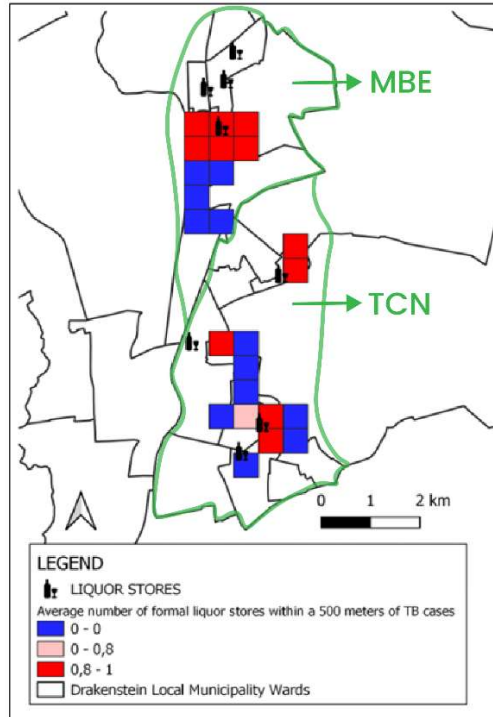 MBE
TCN
0 1 2 km
LEGEND
LIQUOR STORES
Average number of formal liquor stores within a 500 meters of TB cases
0 - 0
0 - 0,8
0,8 - 1
Drakenstein Local Municipality Wards